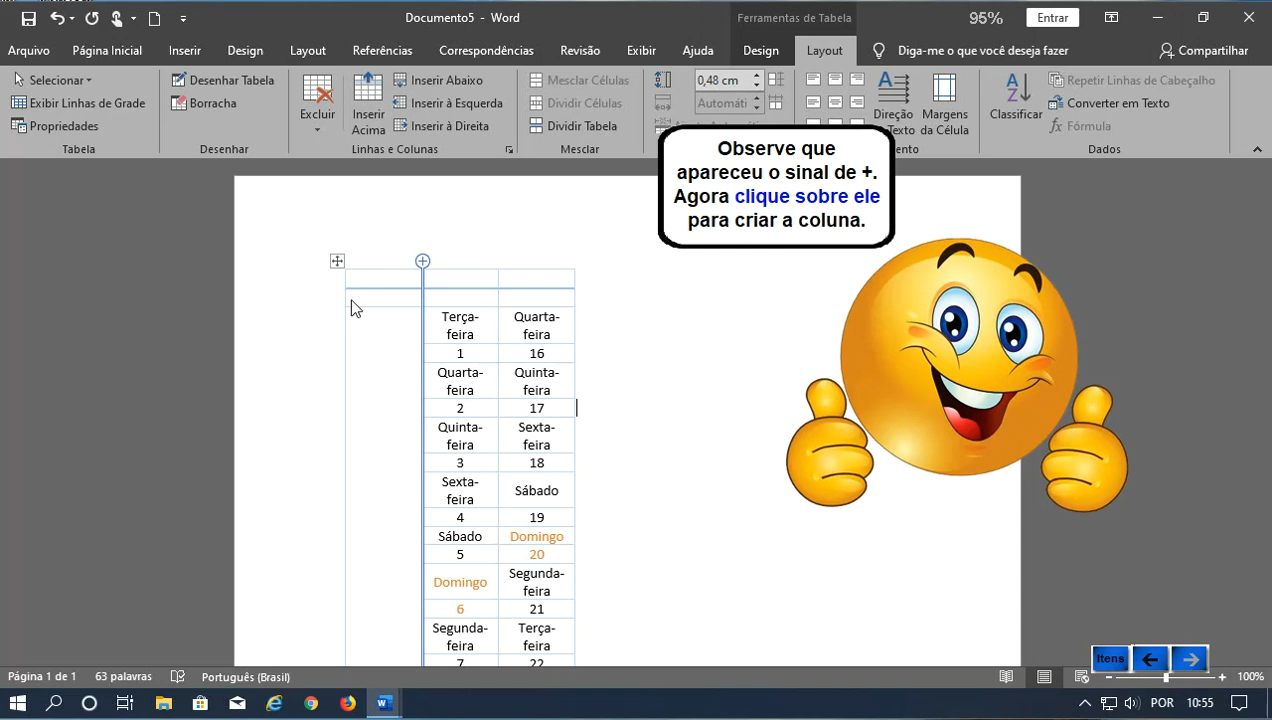 Documento5 - Word
Ferramentas de Tabela
95%
Entrar
Arquivo
Página Inicial
Inserir
Design
Layout
Referências
Correspondências
Revisão
Exibir
Ajuda
Design
Layout
Diga-me o que você deseja fazer
Compartilhar
Selecionar
Exibir Linhas de Grade
Propriedades
Tabela
Desenhar Tabela
Borracha
Desenhar
Excluir
Inserir
Acima
Inserir Abaixo
Inserir à Esquerda
Inserir à Direita
Linhas e Colunas
Mesclar Células
Dividir Células
Dividir Tabela
Mesclar
0,48 cm
Automáti
Direção
Margens
da Célula
Classificar
Repetir Linhas de Cabeçalho
Converter em Texto
Fórmula
Dados
Observe que
apareceu o sinal de +.
Agora clique sobre ele
para criar a coluna.
Terça- Quarta-
feira feira
1 16
Quarta- Quinta-
feira feira
2 17
Quinta- Sexta-
feira feira
3 18
Sexta-
feira Sábado
4 19
Sábado Domingo
5 20
Domingo Segunda-
feira
6 21
Segunda- Terça-
feira feira
7 22
Itens
Página 1 de 1
63 palavras
Português (Brasil)
100%
POR
10:55